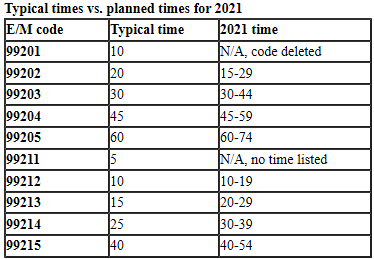 Typical times vs. planned times for 2021
E/M code Typical time 2021 time
99201 10 N/A, code deleted
99202 20 15-29
99203 30 30-44
99204 45 45-59
99205 60 60-74
99211 5 N/A, no time listed
99212 10 10-19
99213 15 20-29
99214 25 30-39
99215 40 40-54